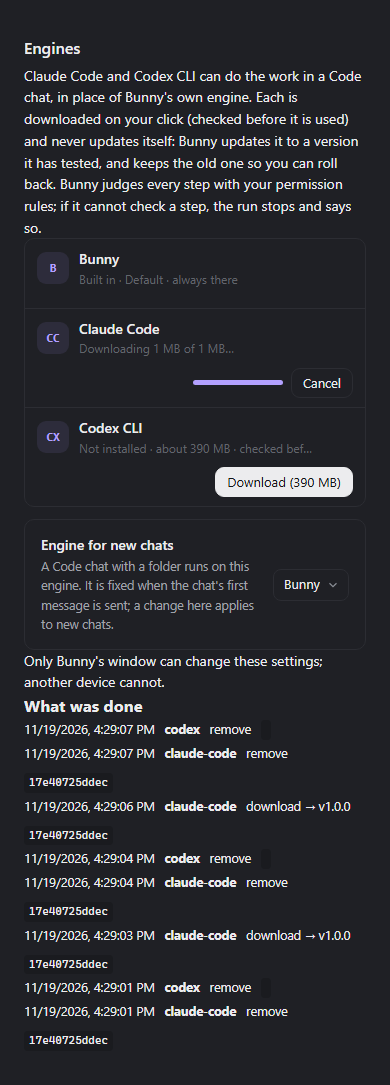 Engines
Claude Code and Codex CLI can do the work in a Code
chat, in place of Bunny's own engine. Each is
downloaded on your click (checked before it is used)
and never updates itself: Bunny updates it to a version
it has tested, and keeps the old one so you can roll
back. Bunny judges every step with your permission
rules; if it cannot check a step, the run stops and says
so.
B
Bunny
Built in · Default · always there
CC
Claude Code
Downloading 1 MB of 1 MB...
Cancel
CX
Codex CLI
Not installed · about 390 MB · checked bef...
Download (390 MB)
Engine for new chats
A Code chat with a folder runs on this
engine. It is fixed when the chat's first
message is sent; a change here applies
to new chats.
Bunny
Only Bunny's window can change these settings;
another device cannot.
What was done
11/19/2026, 4:29:07 PM codex remove
11/19/2026, 4:29:07 PM claude-code remove
17e40725ddec
11/19/2026, 4:29:06 PM claude-code download → v1.0.0
17e40725ddec
11/19/2026, 4:29:04 PM codex remove
11/19/2026, 4:29:04 PM claude-code remove
17e40725ddec
11/19/2026, 4:29:03 PM claude-code download → v1.0.0
17e40725ddec
11/19/2026, 4:29:01 PM codex remove
11/19/2026, 4:29:01 PM claude-code remove
17e40725ddec